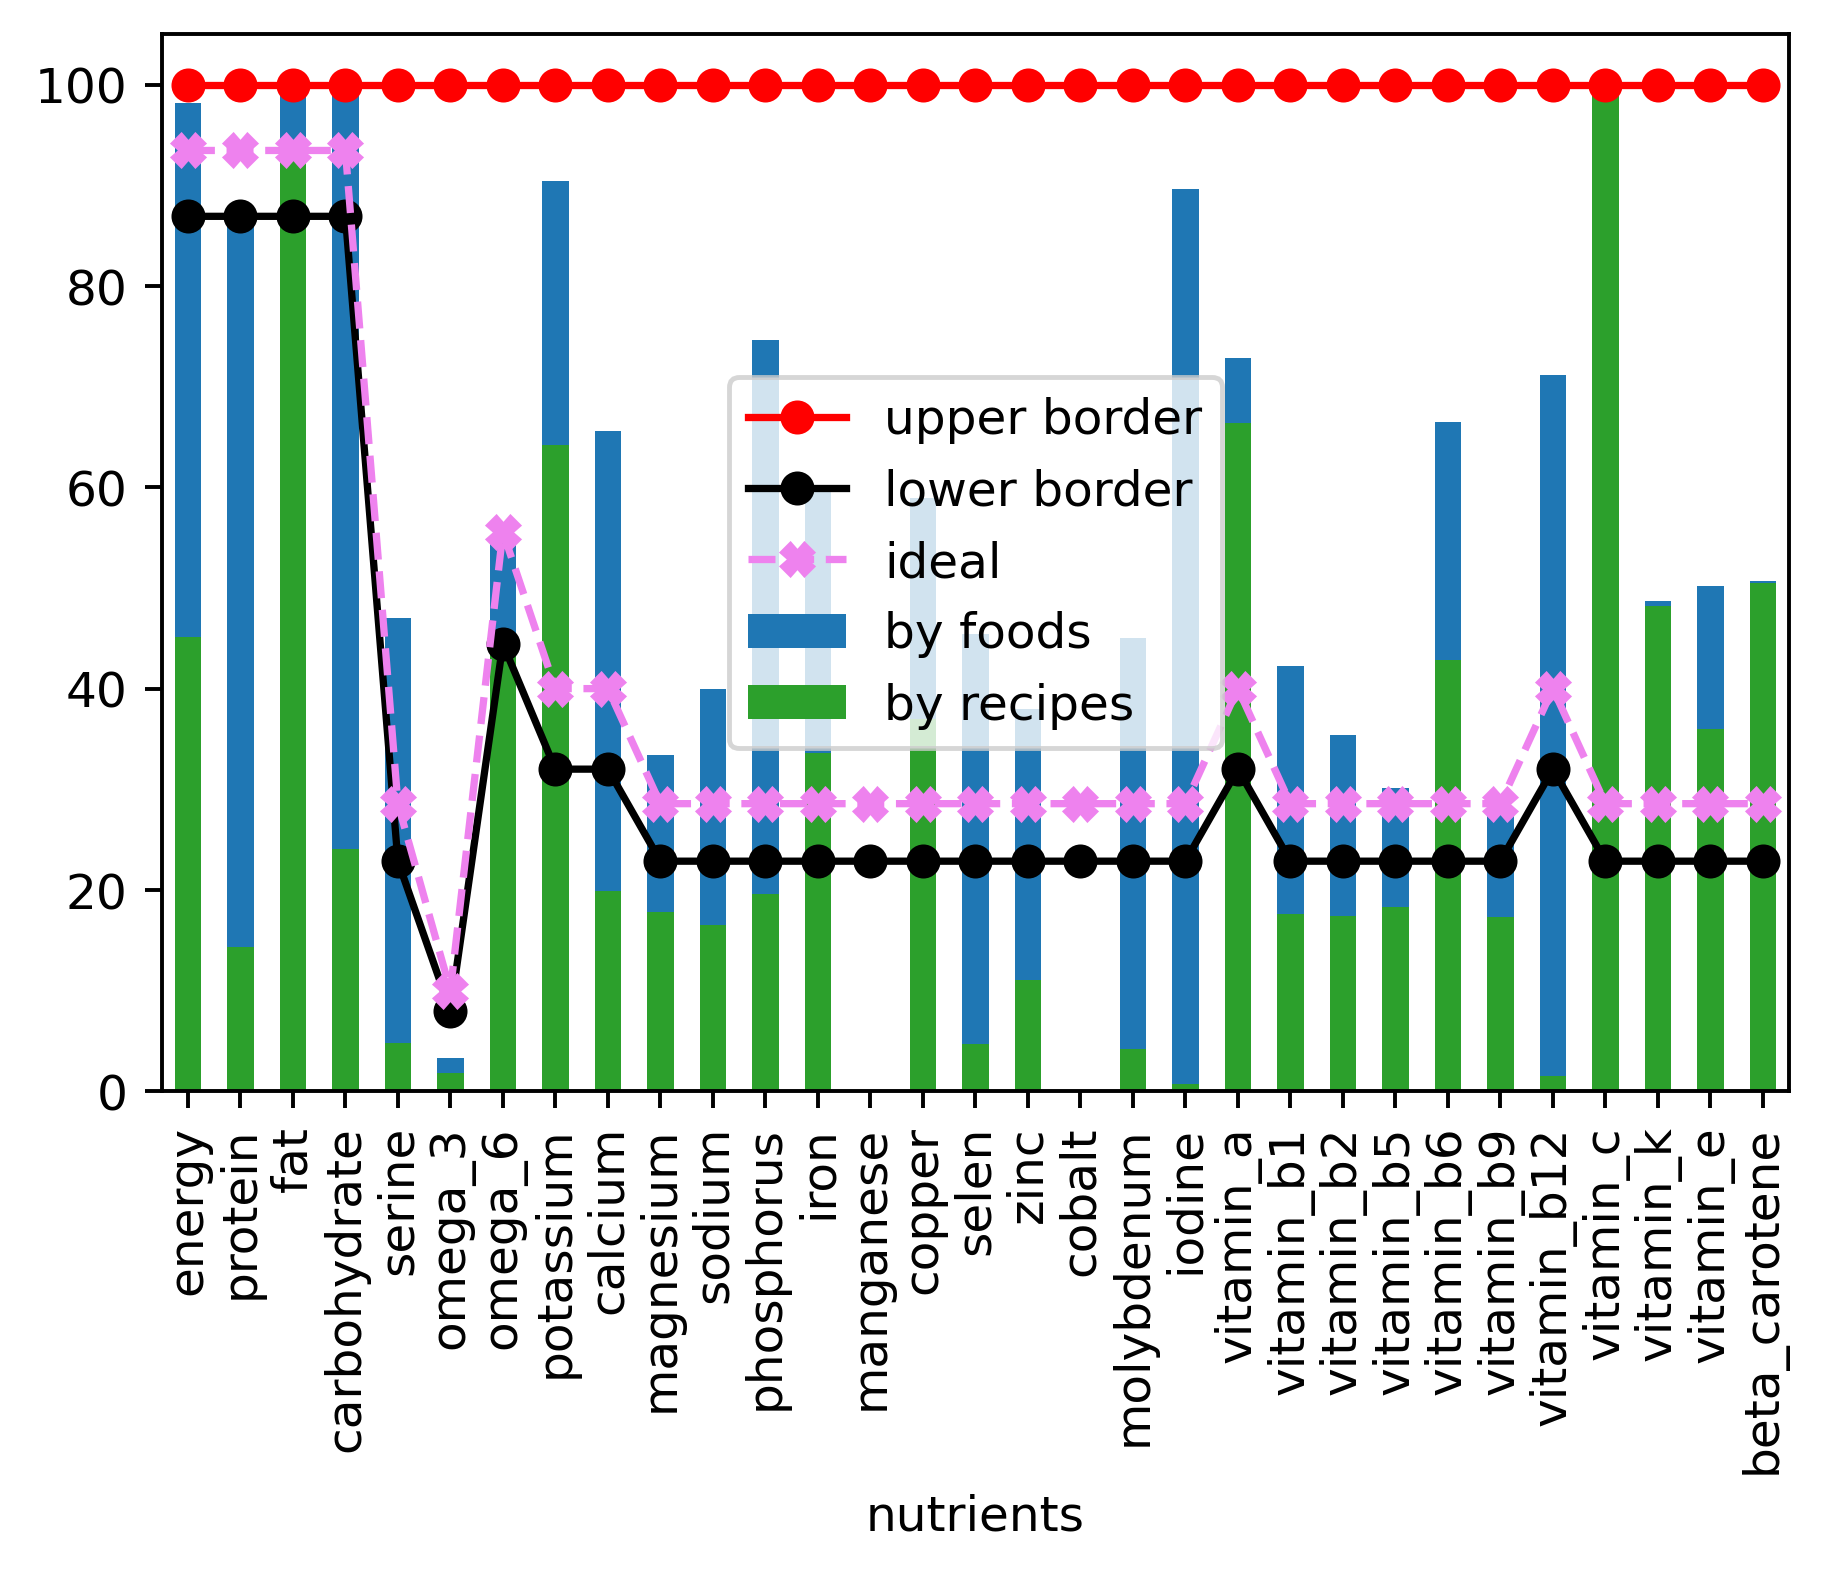 100
80
60
40
20
0
upper border
lower border
ideal
by foods
by recipes
energy
protein
fat
carbohydrate
serine
omega_3
omega_6
potassium
calcium
magnesium
sodium
phosphorus
iron
manganese
copper
selen
zinc
cobalt
molybdenum
iodine
vitamin_a
vitamin_b1
vitamin_b2
vitamin_b5
vitamin_b6
vitamin_b9
vitamin_b12
vitamin_c
vitamin_k
vitamin_e
beta_carotene
nutrients